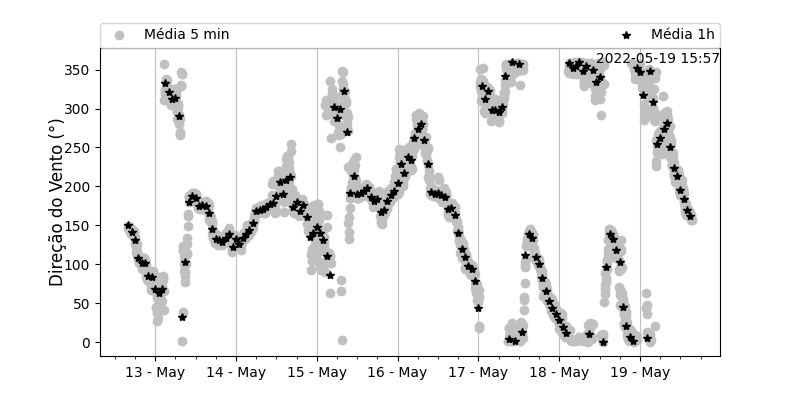 Média 5 min
Média 1h
2022-05-19 15:57
Direção do Vento (°)
350
300
250
200
150
100
50
0
13 - May
14 - May
15 - May
16 - May
17 - May
18 - May
19 - May